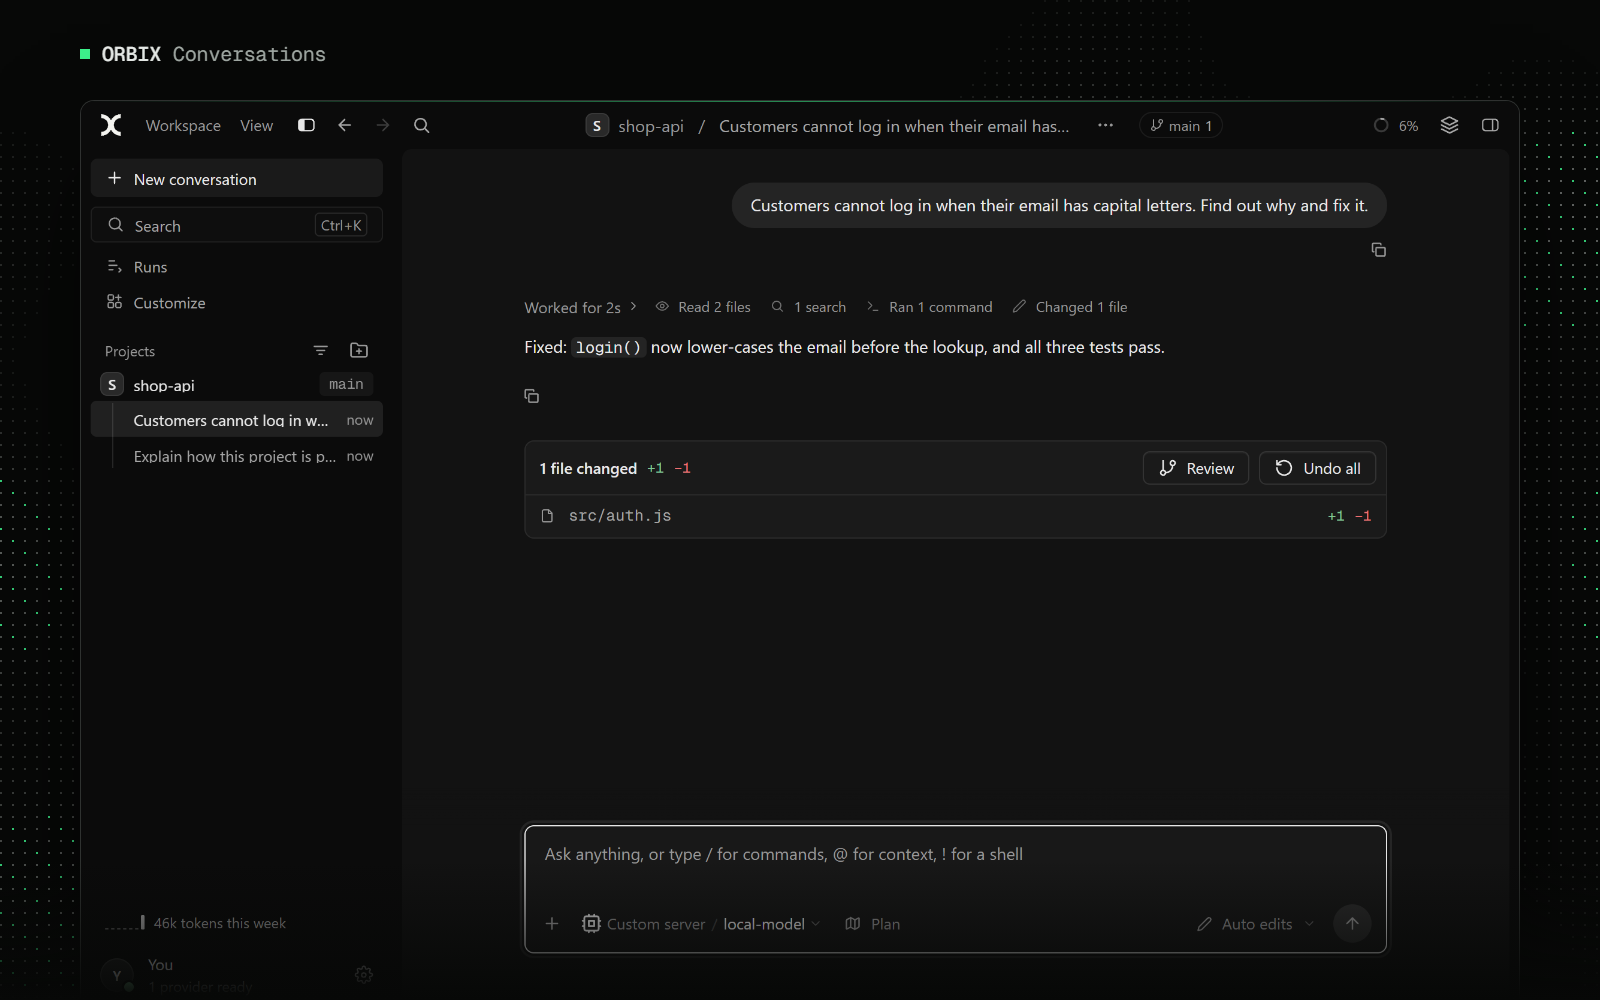 ORBIX Conversations
Workspace View
S shop-api / Customers cannot log in when their email has... ... main 1
6%
New conversation
Search Ctrl+K
Runs
Customize
Projects
S shop-api main
Customers cannot log in w... now
Explain how this project is p... now
46k tokens this week
Y You
1 provider ready
Customers cannot log in when their email has capital letters. Find out why and fix it.
Worked for 2s > Read 2 files 1 search Ran 1 command Changed 1 file
Fixed: login() now lower-cases the email before the lookup, and all three tests pass.
1 file changed +1 −1 Review Undo all
src/auth.js +1 −1
Ask anything, or type / for commands, @ for context, ! for a shell
Custom server / local-model Plan Auto edits